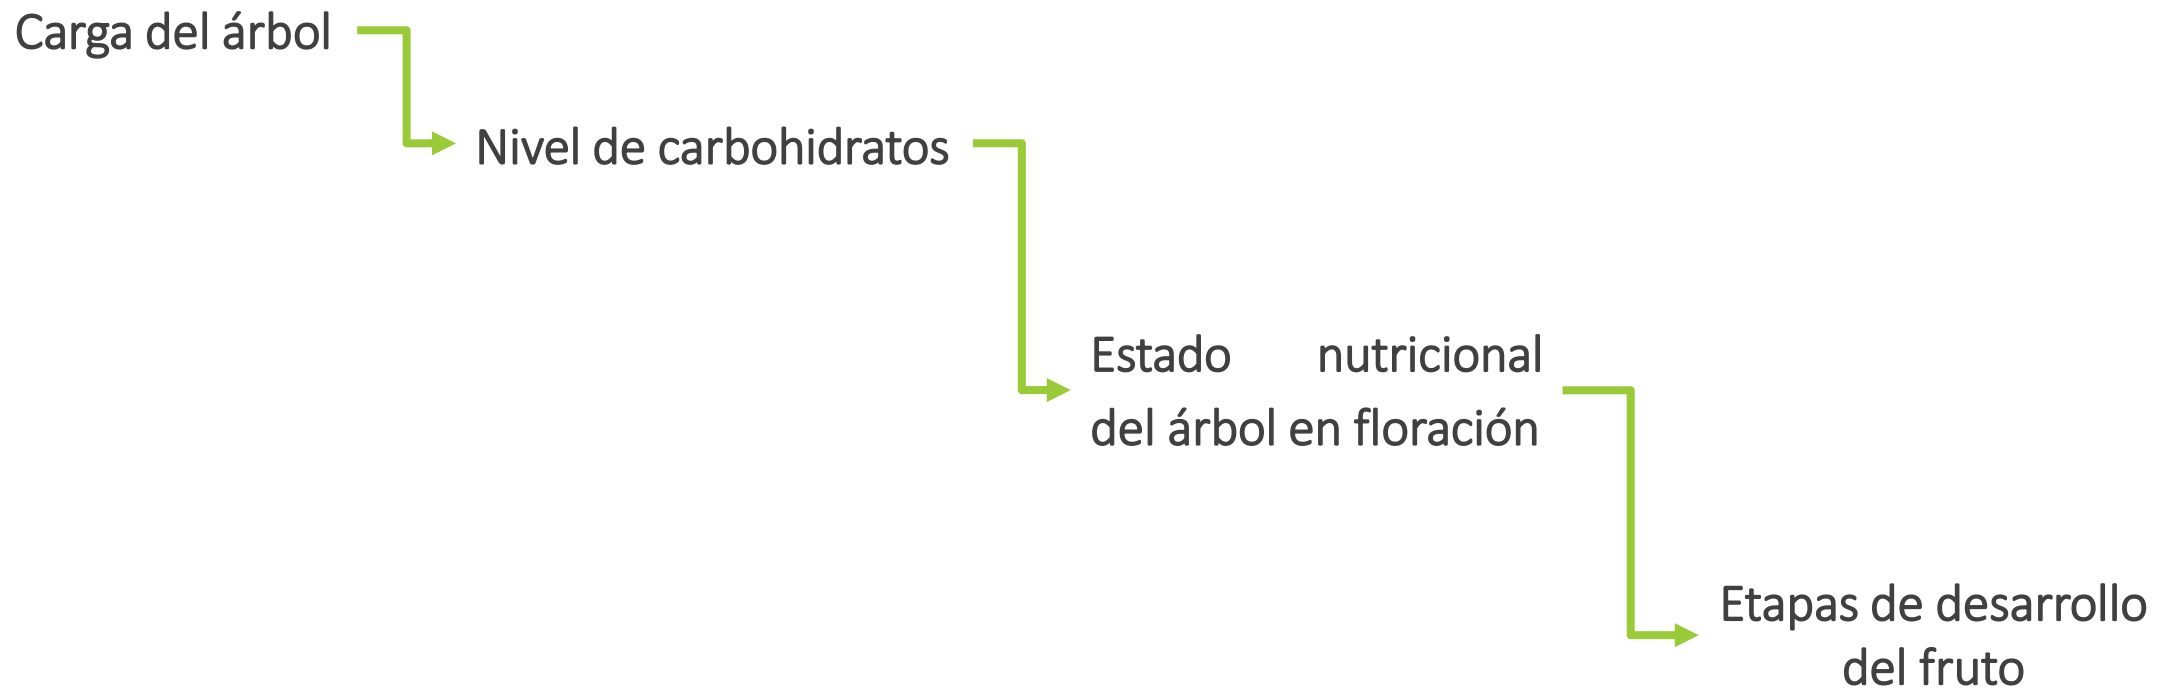 Carga del árbol
Nivel de carbohidratos
Estado nutricional
del árbol en floración
Etapas de desarrollo
del fruto